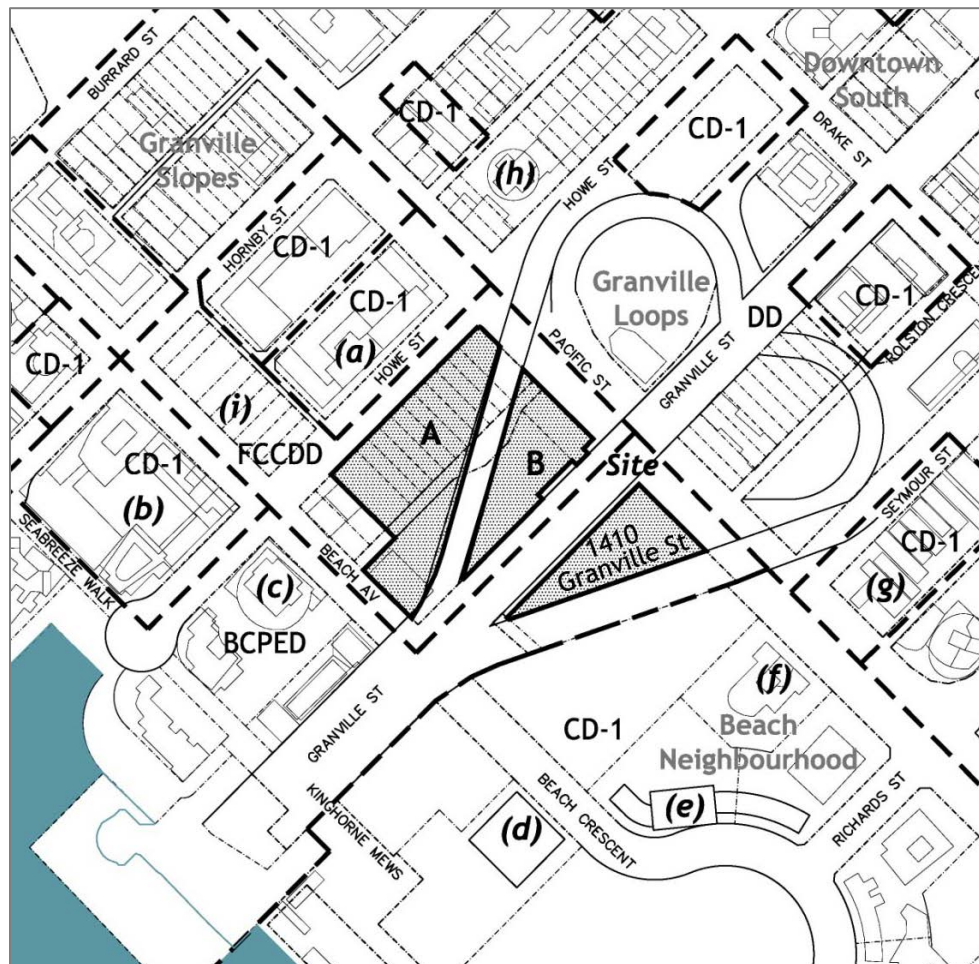 BURRARD ST
CD-1
Downtown
South
Granville
Slopes
CD-1
DRAKE ST
(h)
HOWE ST
HORNBY ST
CD-1
CD-1
Granville
Loops
CD-1
ROLSTON CRESCEN
DD
(a)
HOWE ST
PACIFIC ST
GRANVILLE ST
CD-1
(i)
A
FCCDD
B
Site
CD-1
(b)
SEYMOUR ST
CD-1
1410
Granville St
SEABREEZE WALK
BEACH AV
(c)
(g)
BCPED
(f)
GRANVILLE ST
CD-1
Beach
Neighbourhood
KINGHORNE MEWS
(d)
BEACH CRESCENT
(e)
RICHARDS ST